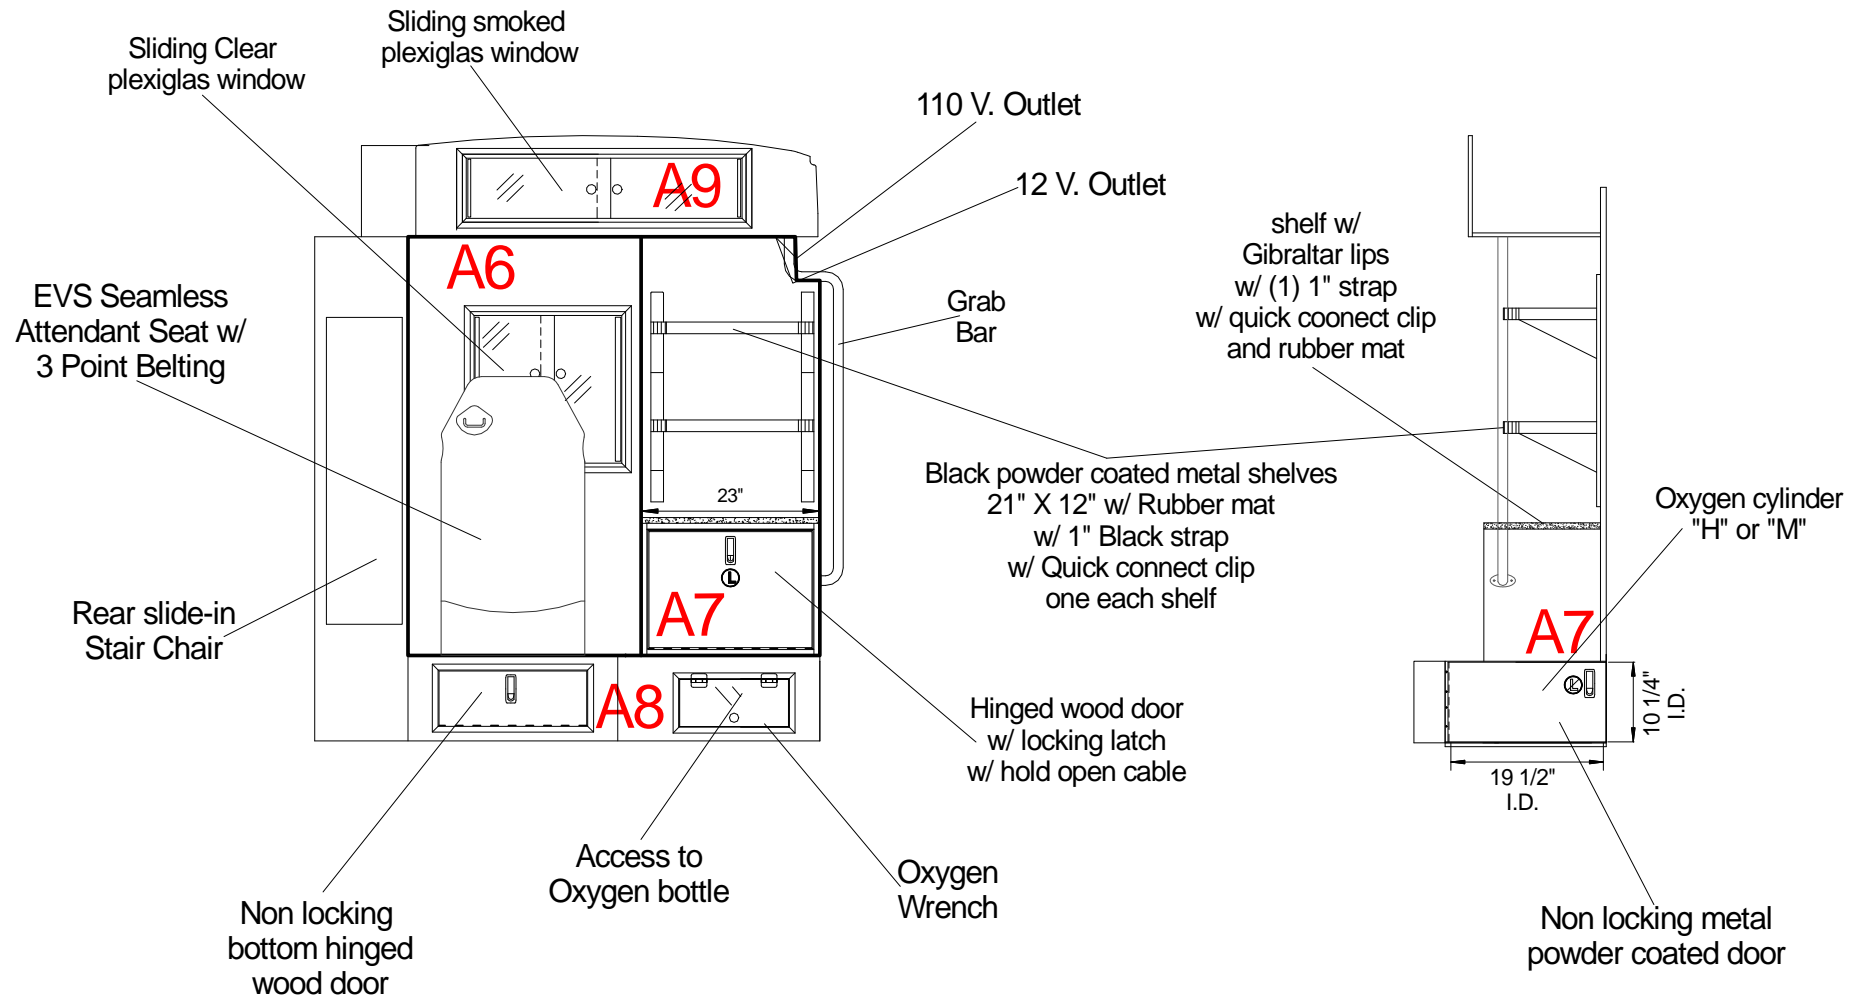 Sliding smoked
plexiglas window
Sliding Clear
plexiglas window
110 V. Outlet
12 V. Outlet
A9
A6
shelf w/
Gibraltar lips
w/ (1) 1" strap
w/ quick coonect clip
and rubber mat
EVS Seamless
Attendant Seat w/
3 Point Belting
Grab
Bar
23"
Black powder coated metal shelves
21" X 12" w/ Rubber mat
w/ 1" Black strap
w/ Quick connect clip
one each shelf
Oxygen cylinder
"H" or "M"
L
A7
A7
Rear slide-in
Stair Chair
A8
L
10 1/4"
I.D.
19 1/2"
I.D.
Hinged wood door
w/ locking latch
w/ hold open cable
Access to
Oxygen bottle
Oxygen
Wrench
Non locking
bottom hinged
wood door
Non locking metal
powder coated door